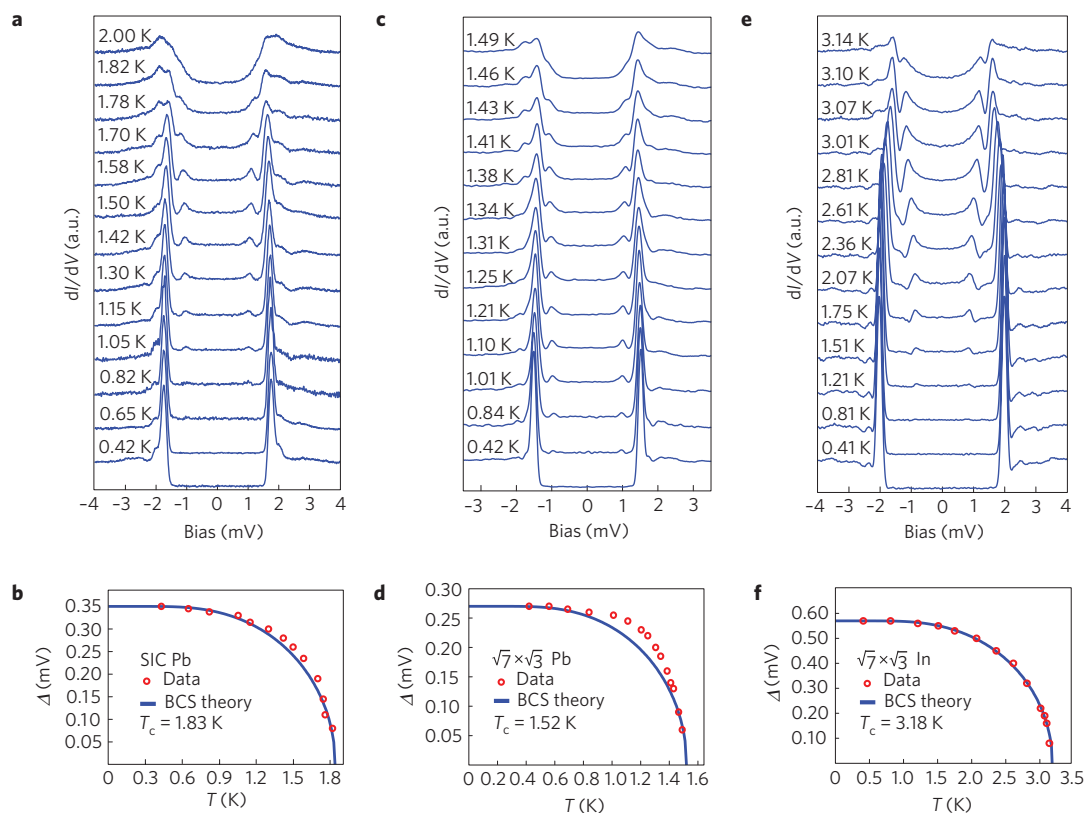 a
2.00 K
1.82 K
1.78 K
1.70 K
1.58 K
1.50 K
1.42 K
1.30 K
1.15 K
1.05 K
0.82 K
0.65 K
0.42 K
dI/dV (a.u.)
−4 −3 −2 −1 0 1 2 3 4
Bias (mV)
c
1.49 K
1.46 K
1.43 K
1.41 K
1.38 K
1.34 K
1.31 K
1.25 K
1.21 K
1.10 K
1.01 K
0.84 K
0.42 K
dI/dV (a.u.)
−3 −2 −1 0 1 2 3
Bias (mV)
e
3.14 K
3.10 K
3.07 K
3.01 K
2.81 K
2.61 K
2.36 K
2.07 K
1.75 K
1.51 K
1.21 K
0.81 K
0.41 K
dI/dV (a.u.)
−4 −3 −2 −1 0 1 2 3 4
Bias (mV)
b
0.35
0.30
0.25
0.20
0.15
0.10
0.05
Δ (mV)
SIC Pb
Data
BCS theory
Tc = 1.83 K
0 0.3 0.6 0.9 1.2 1.5 1.8
T (K)
d
0.30
0.25
0.20
0.15
0.10
0.05
Δ (mV)
√7×√3 Pb
Data
BCS theory
Tc = 1.52 K
0 0.2 0.4 0.6 0.8 1.0 1.2 1.4 1.6
T (K)
f
0.60
0.50
0.40
0.30
0.20
0.10
Δ (mV)
√7×√3 In
Data
BCS theory
Tc = 3.18 K
0 0.5 1.0 1.5 2.0 2.5 3.0 3.5
T (K)